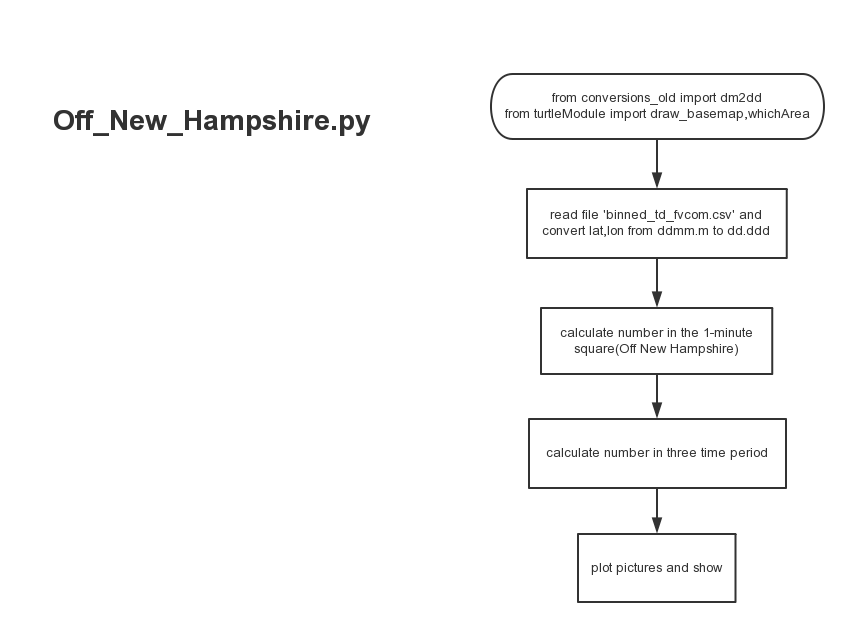 Off_New_Hampshire.py
from conversions_old import dm2dd
from turtleModule import draw_basemap,whichArea
read file 'binned_td_fvcom.csv' and
convert lat,lon from ddmm.m to dd.ddd
calculate number in the 1-minute
square(Off New Hampshire)
calculate number in three time period
plot pictures and show